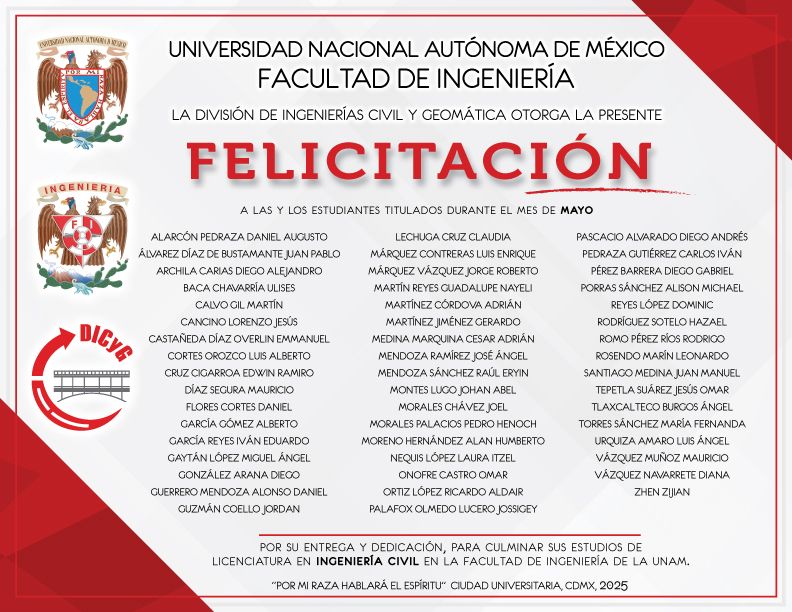 UNIVERSIDAD NACIONAL AUTÓNOMA DE MÉXICO
POR MI RAZA HABLARÁ EL ESPÍRITU
INGENIERIA
F I
DICyG
UNIVERSIDAD NACIONAL AUTÓNOMA DE MÉXICO
FACULTAD DE INGENIERÍA
LA DIVISIÓN DE INGENIERÍAS CIVIL Y GEOMÁTICA OTORGA LA PRESENTE
FELICITACIÓN
A LAS Y LOS ESTUDIANTES TITULADOS DURANTE EL MES DE MAYO
ALARCÓN PEDRAZA DANIEL AUGUSTO
ÁLVAREZ DÍAZ DE BUSTAMANTE JUAN PABLO
ARCHILA CARIAS DIEGO ALEJANDRO
BACA CHAVARRÍA ULISES
CALVO GIL MARTÍN
CANCINO LORENZO JESÚS
CASTAÑEDA DÍAZ OVERLIN EMMANUEL
CORTES OROZCO LUIS ALBERTO
CRUZ CIGARROA EDWIN RAMIRO
DÍAZ SEGURA MAURICIO
FLORES CORTES DANIEL
GARCÍA GÓMEZ ALBERTO
GARCÍA REYES IVÁN EDUARDO
GAYTÁN LÓPEZ MIGUEL ÁNGEL
GONZÁLEZ ARANA DIEGO
GUERRERO MENDOZA ALONSO DANIEL
GUZMÁN COELLO JORDAN
LECHUGA CRUZ CLAUDIA
MÁRQUEZ CONTRERAS LUIS ENRIQUE
MÁRQUEZ VÁZQUEZ JORGE ROBERTO
MARTÍN REYES GUADALUPE NAYELI
MARTÍNEZ CÓRDOVA ADRIÁN
MARTÍNEZ JIMÉNEZ GERARDO
MEDINA MARQUINA CESAR ADRIÁN
MENDOZA RAMÍREZ JOSÉ ÁNGEL
MENDOZA SÁNCHEZ RAÚL ERYIN
MONTES LUGO JOHAN ABEL
MORALES CHÁVEZ JOEL
MORALES PALACIOS PEDRO HENOCH
MORENO HERNÁNDEZ ALAN HUMBERTO
NEQUIS LÓPEZ LAURA ITZEL
ONOFRE CASTRO OMAR
ORTIZ LÓPEZ RICARDO ALDAIR
PALAFOX OLMEDO LUCERO JOSSIGEY
PASCACIO ALVARADO DIEGO ANDRÉS
PEDRAZA GUTIÉRREZ CARLOS IVÁN
PÉREZ BARRERA DIEGO GABRIEL
PORRAS SÁNCHEZ ALISON MICHAEL
REYES LÓPEZ DOMINIC
RODRÍGUEZ SOTELO HAZAEL
ROMO PÉREZ RÍOS RODRIGO
ROSENDO MARÍN LEONARDO
SANTIAGO MEDINA JUAN MANUEL
TEPETLA SUÁREZ JESÚS OMAR
TLAXCALTECO BURGOS ÁNGEL
TORRES SÁNCHEZ MARÍA FERNANDA
URQUIZA AMARO LUIS ÁNGEL
VÁZQUEZ MUÑOZ MAURICIO
VÁZQUEZ NAVARRETE DIANA
ZHEN ZIJIAN
POR SU ENTREGA Y DEDICACIÓN, PARA CULMINAR SUS ESTUDIOS DE
LICENCIATURA EN INGENIERÍA CIVIL EN LA FACULTAD DE INGENIERÍA DE LA UNAM.
"POR MI RAZA HABLARÁ EL ESPÍRITU" CIUDAD UNIVERSITARIA, CDMX, 2025